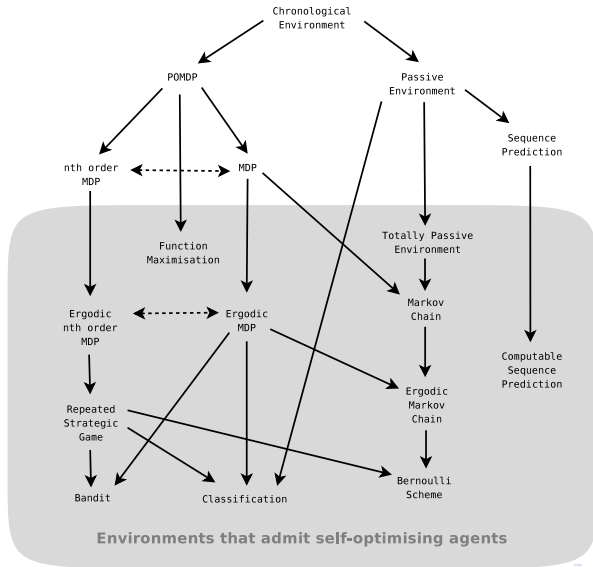 Chronological
Environment
POMDP
Passive
Environment
Sequence
Prediction
nth order
MDP
MDP
Function
Maximisation
Totally Passive
Environment
Ergodic
nth order
MDP
Ergodic
MDP
Markov
Chain
Computable
Sequence
Prediction
Repeated
Strategic
Game
Ergodic
Markov
Chain
Bandit
Classification
Bernoulli
Scheme
Environments that admit self-optimising agents